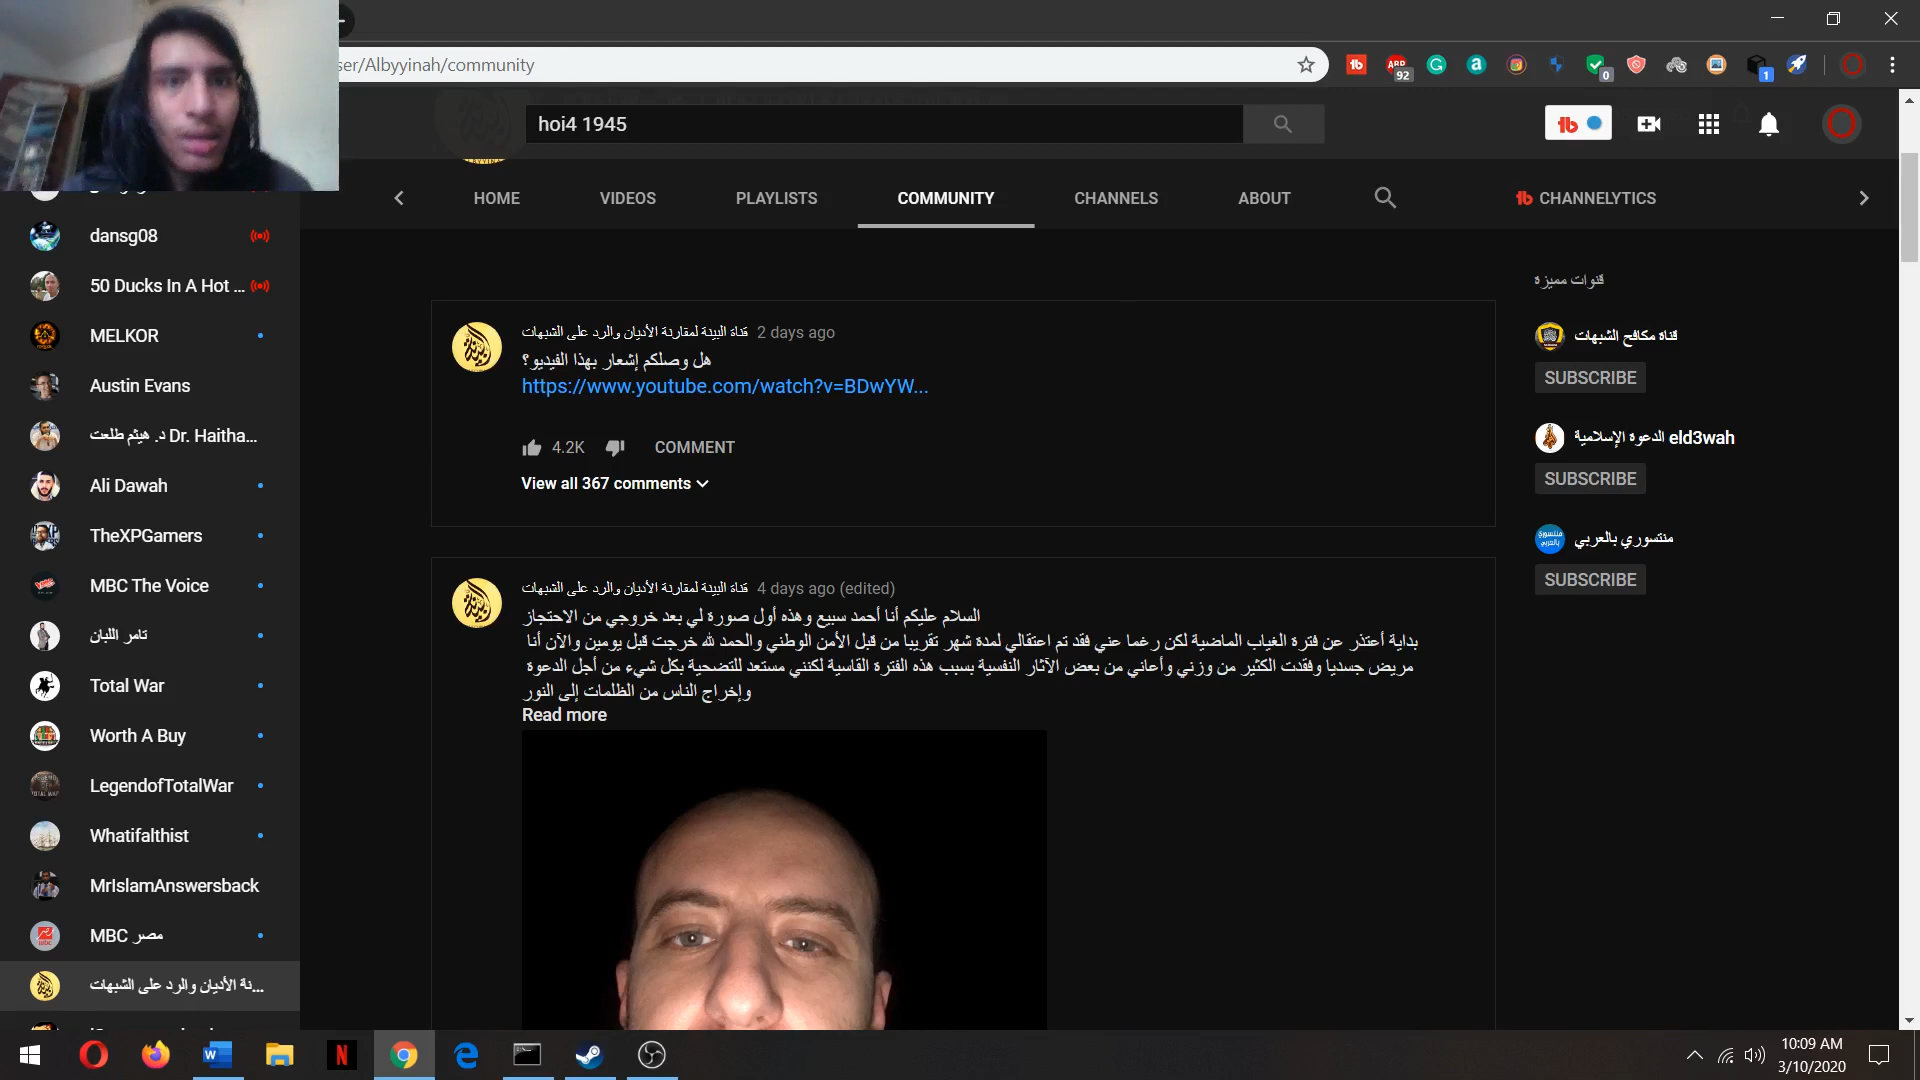 ser/Albyyinah/community
92
0
1
hoi4 1945
HOME
VIDEOS
PLAYLISTS
COMMUNITY
CHANNELS
ABOUT
CHANNELYTICS
dansg08
50 Ducks In A Hot ...
MELKOR
Austin Evans
د. هيثم طلعت Dr. Haitha...
Ali Dawah
TheXPGamers
MBC The Voice
تامر اللبان
Total War
Worth A Buy
LegendofTotalWar
Whatifalthist
MrIslamAnswersback
MBC مصر
...نة الأديان والرد على الشبهات
قناة البينة لمقارنة الأديان والرد على الشبهات 2 days ago
هل وصلكم إشعار بهذا الفيديو؟
https://www.youtube.com/watch?v=BDwYW...
4.2K
COMMENT
View all 367 comments
قناة البينة لمقارنة الأديان والرد على الشبهات 4 days ago (edited)
السلام عليكم أنا أحمد سبيع وهذه أول صورة لي بعد خروجي من الاحتجاز
بداية أعتذر عن فترة الغياب الماضية لكن رغما عني فقد تم اعتقالي لمدة شهر تقريبا من قبل الأمن الوطني والحمد لله خرجت قبل يومين والآن أنا
مريض جسديا وفقدت الكثير من وزني وأعاني من بعض الآثار النفسية بسبب هذه الفترة القاسية لكنني مستعد للتضحية بكل شيء من أجل الدعوة
وإخراج الناس من الظلمات إلى النور
Read more
قنوات مميزة
قناة مكافح الشبهات
SUBSCRIBE
الدعوة الإسلامية eld3wah
SUBSCRIBE
منتسوري بالعربي
SUBSCRIBE
10:09 AM
3/10/2020